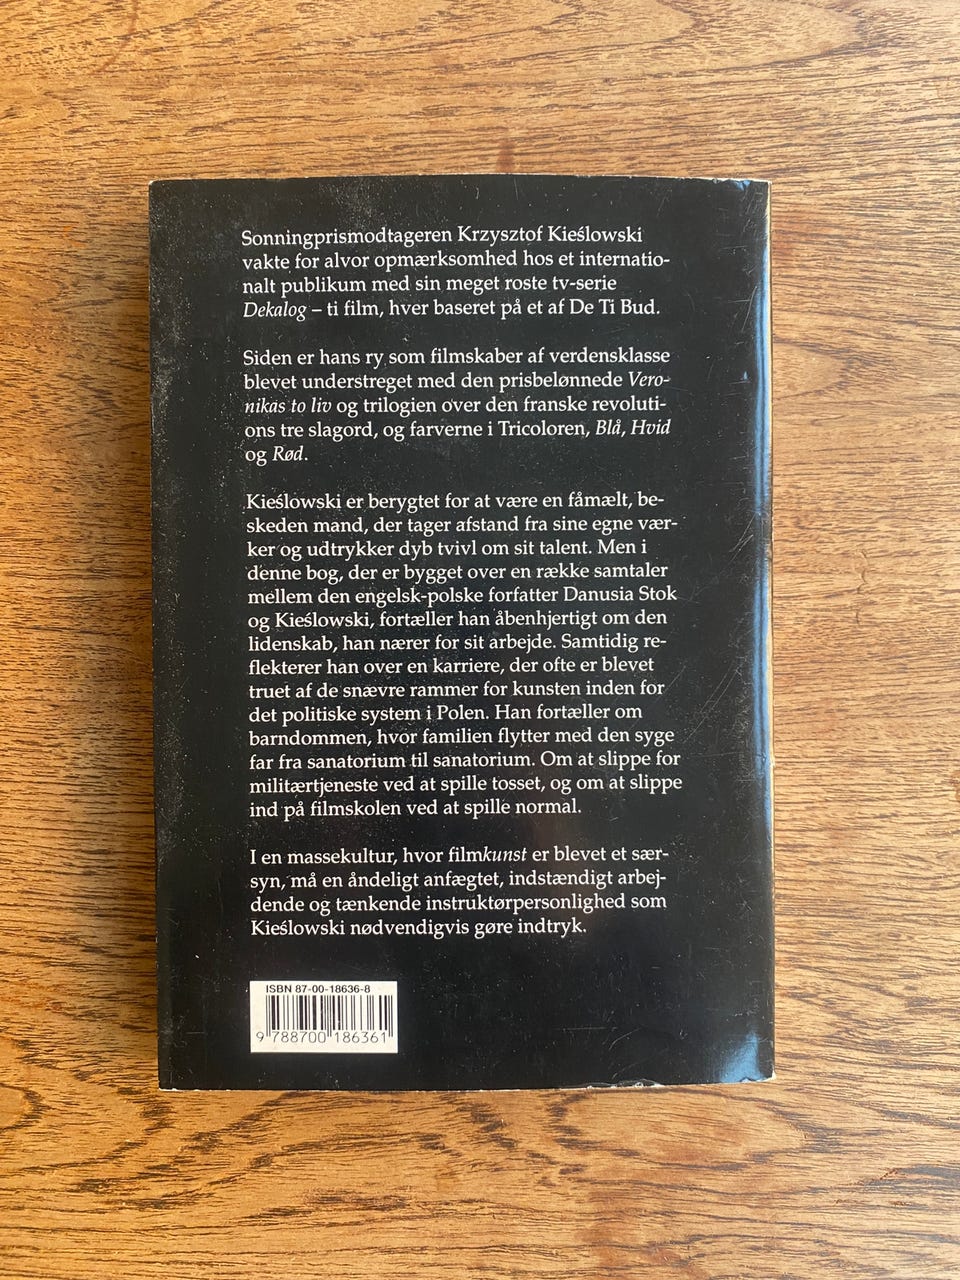 Sonningprismodtageren Krzysztof Kieślowski
vakte for alvor opmærksomhed hos et internatio-
nalt publikum med sin meget roste tv-serie
Dekalog – ti film, hver baseret på et af De Ti Bud.
Siden er hans ry som filmskaber af verdensklasse
blevet understreget med den prisbelønnede Vero-
nikas to liv og trilogien over den franske revoluti-
ons tre slagord, og farverne i Tricoloren, Blå, Hvid
og Rød.
Kieślowski er berygtet for at være en fåmælt, be-
skeden mand, der tager afstand fra sine egne vær-
ker og udtrykker dyb tvivl om sit talent. Men i
denne bog, der er bygget over en række samtaler
mellem den engelsk-polske forfatter Danusia Stok
og Kieślowski, fortæller han åbenhjertigt om den
lidenskab, han nærer for sit arbejde. Samtidig re-
flekterer han over en karriere, der ofte er blevet
truet af de snævre rammer for kunsten inden for
det politiske system i Polen. Han fortæller om
barndommen, hvor familien flytter med den syge
far fra sanatorium til sanatorium. Om at slippe for
militærtjeneste ved at spille tosset, og om at slippe
ind på filmskolen ved at spille normal.
I en massekultur, hvor filmkunst er blevet et sær-
syn, må en åndeligt anfægtet, indstændigt arbej-
dende og tænkende instruktørpersonlighed som
Kieślowski nødvendigvis gøre indtryk.
ISBN 87-00-18636-8
9 788700 186361